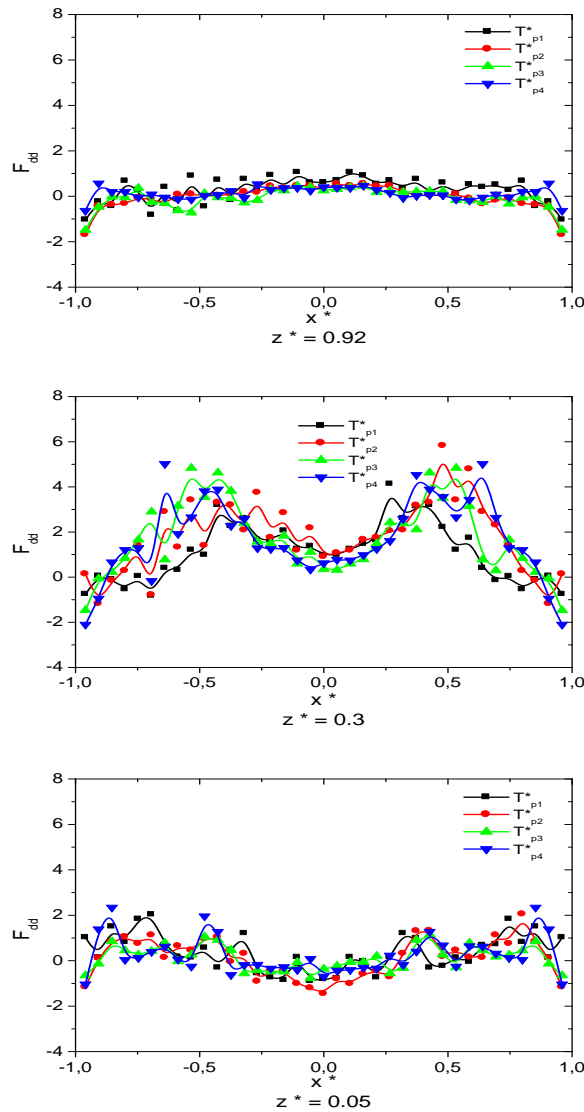 8
6
4
2
0
-2
-4
F dd
T* p1
T* p2
T* p3
T* p4
-1,0 -0,5 0,0 0,5 1,0
x *
z * = 0.92
8
6
4
2
0
-2
-4
F dd
T* p1
T* p2
T* p3
T* p4
-1,0 -0,5 0,0 0,5 1,0
x *
z * = 0.3
8
6
4
2
0
-2
-4
F dd
T* p1
T* p2
T* p3
T* p4
-1,0 -0,5 0,0 0,5 1,0
x *
z * = 0.05